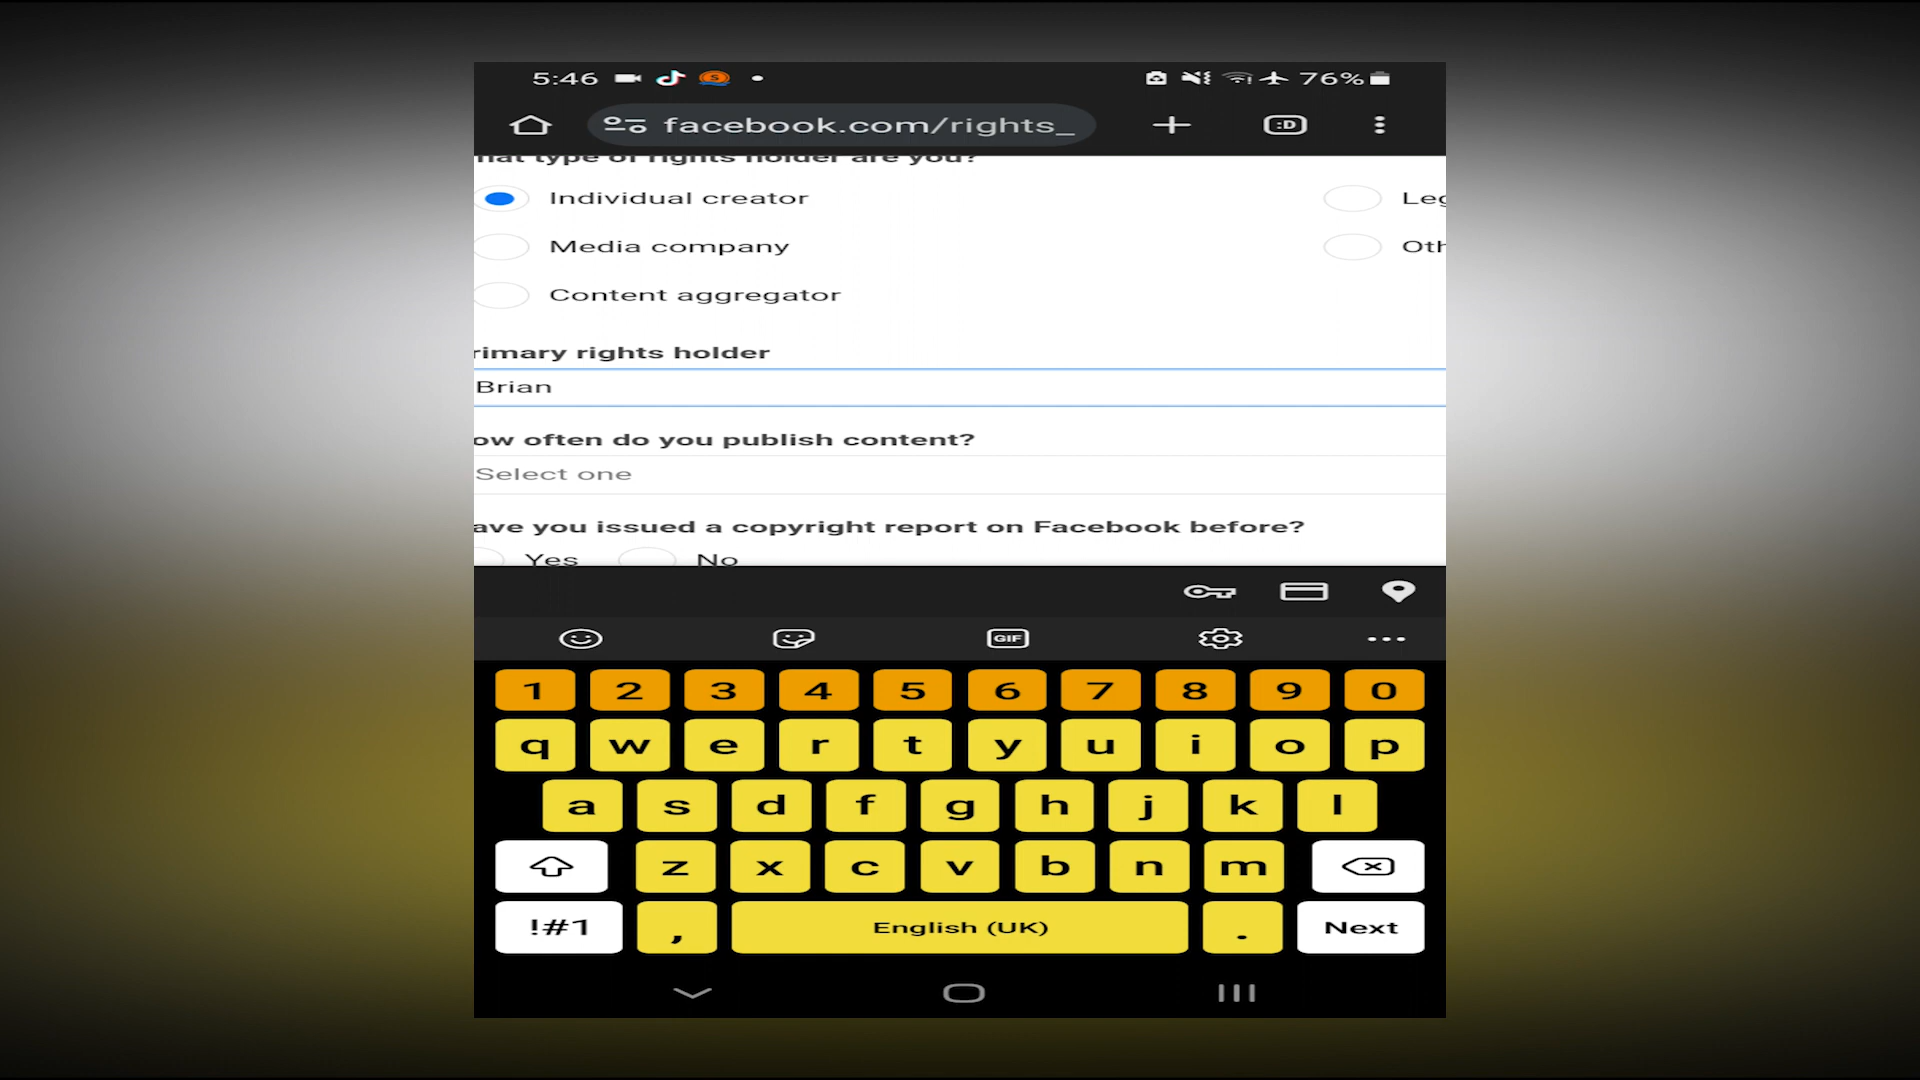 5:46 76%
facebook.com/rights_
hat type of rights holder are you?
Individual creator Leg
Media company Oth
Content aggregator
rimary rights holder
Brian
ow often do you publish content?
Select one
ave you issued a copyright report on Facebook before?
Yes No
GIF
1 2 3 4 5 6 7 8 9 0
q w e r t y u i o p
a s d f g h j k l
z x c v b n m
!#1 , English (UK) . Next